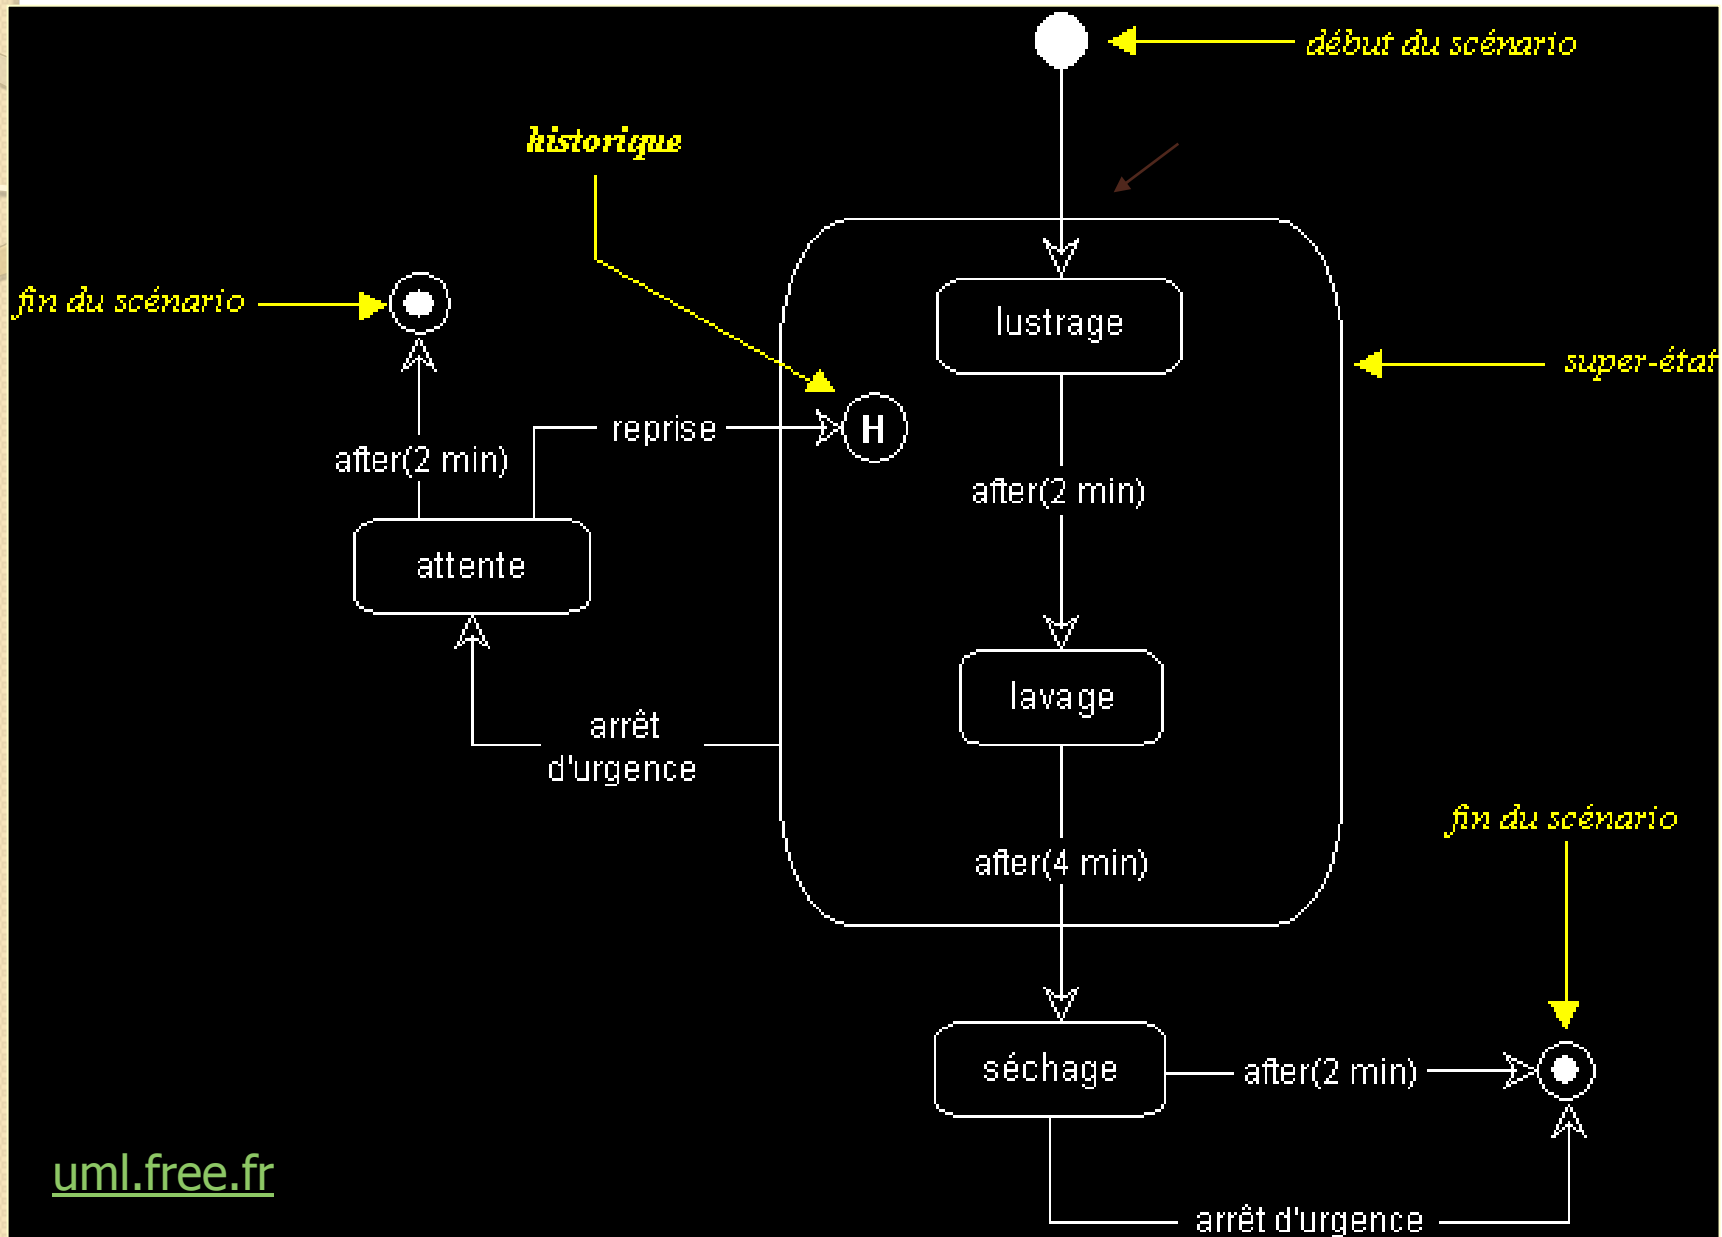 début du scénario
historique
fin du scénario
lustrage
super-état
reprise
H
after(2 min)
after(2 min)
attente
lavage
arrêt
d'urgence
fin du scénario
after(4 min)
séchage
after(2 min)
uml.free.fr
arrêt d'urgence